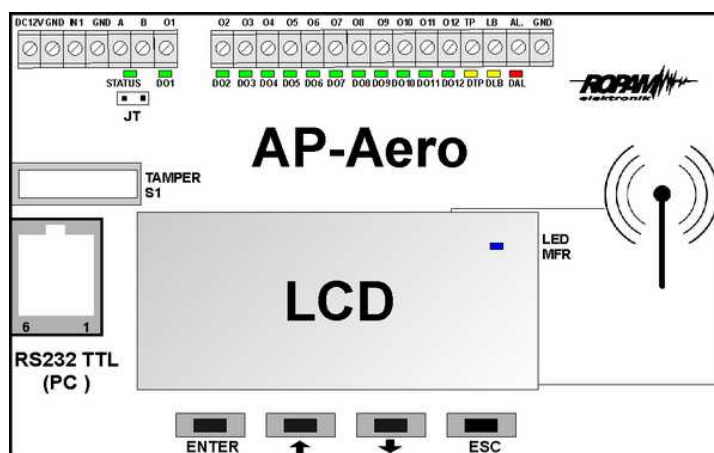 DC12V GND IN1 GND A B O1 O2 O3 O4 O5 O6 O7 O8 O9 O10 O11 O12 TP LB AL. GND
STATUS DO1 DO2 DO3 DO4 DO5 DO6 DO7 DO8 DO9 DO10 DO11 DO12 DTP DLB DAL
JT
ROPAM
elektronik
AP-Aero
TAMPER
S1
LED
MFR
LCD
6 1
RS232 TTL
(PC )
ENTER ESC